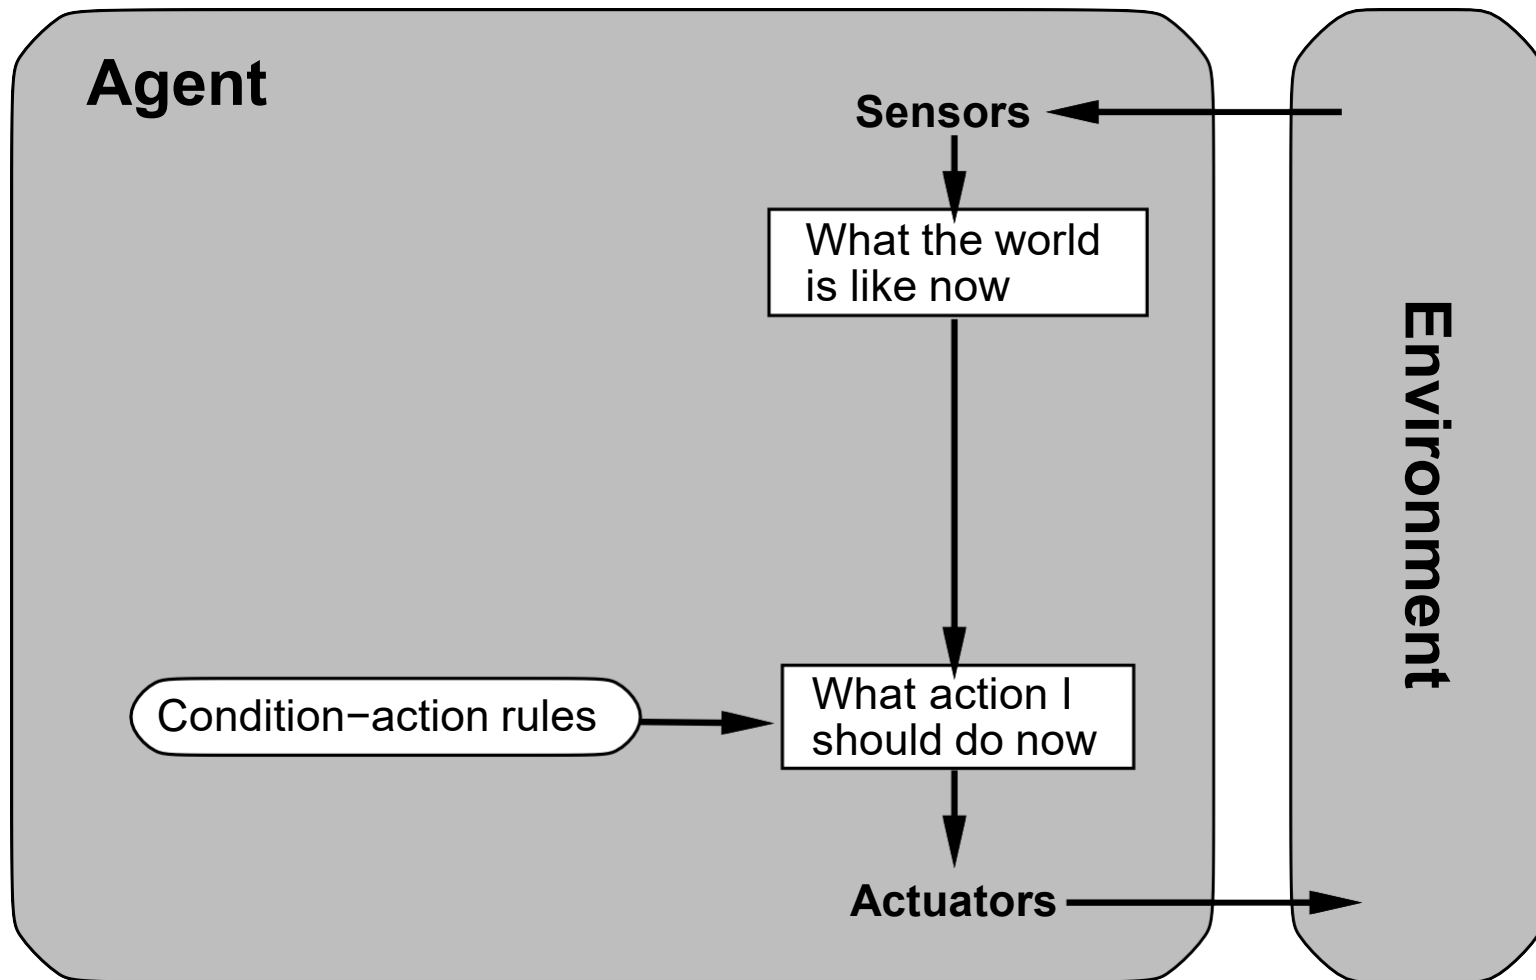 Agent
Sensors
What the world
is like now
Environment
Condition−action rules
What action I
should do now
Actuators